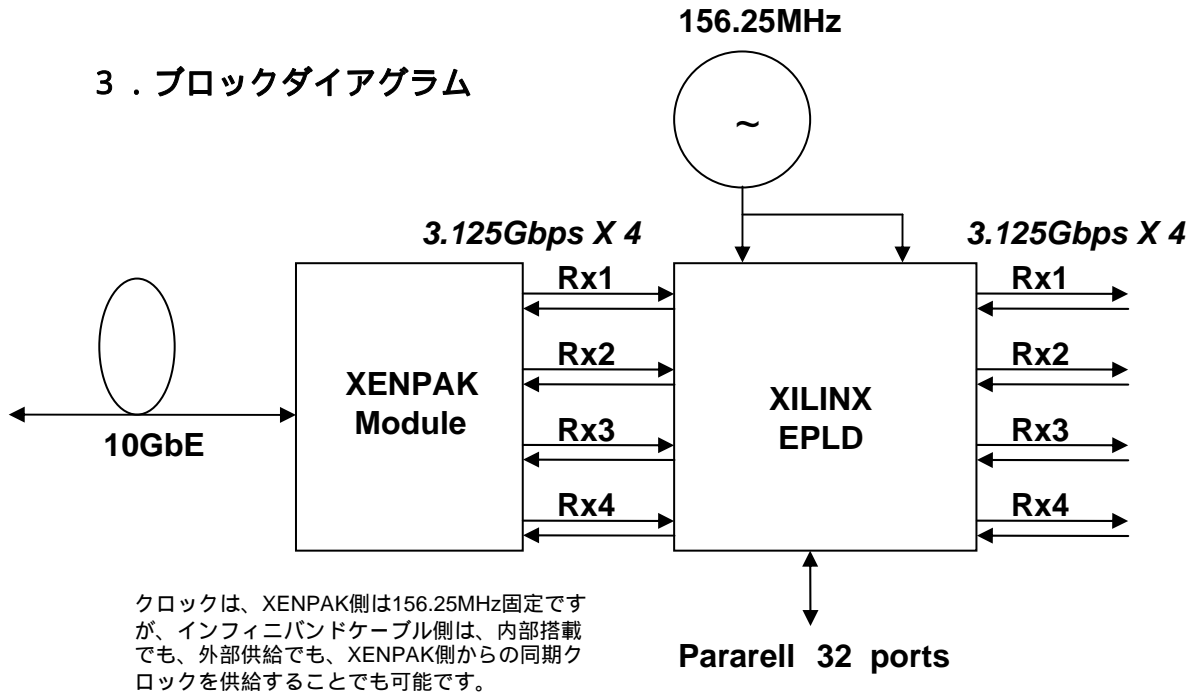 156.25MHz
3．ブロックダイアグラム
~
3.125Gbps X 4
3.125Gbps X 4
Rx1
Rx1
Rx2
Rx2
XENPAK
Module
XILINX
EPLD
10GbE
Rx3
Rx3
Rx4
Rx4
クロックは、XENPAK側は156.25MHz固定です
が、インフィニバンドケーブル側は、内部搭載
でも、外部供給でも、XENPAK側からの同期ク
ロックを供給することでも可能です。
Pararell 32 ports